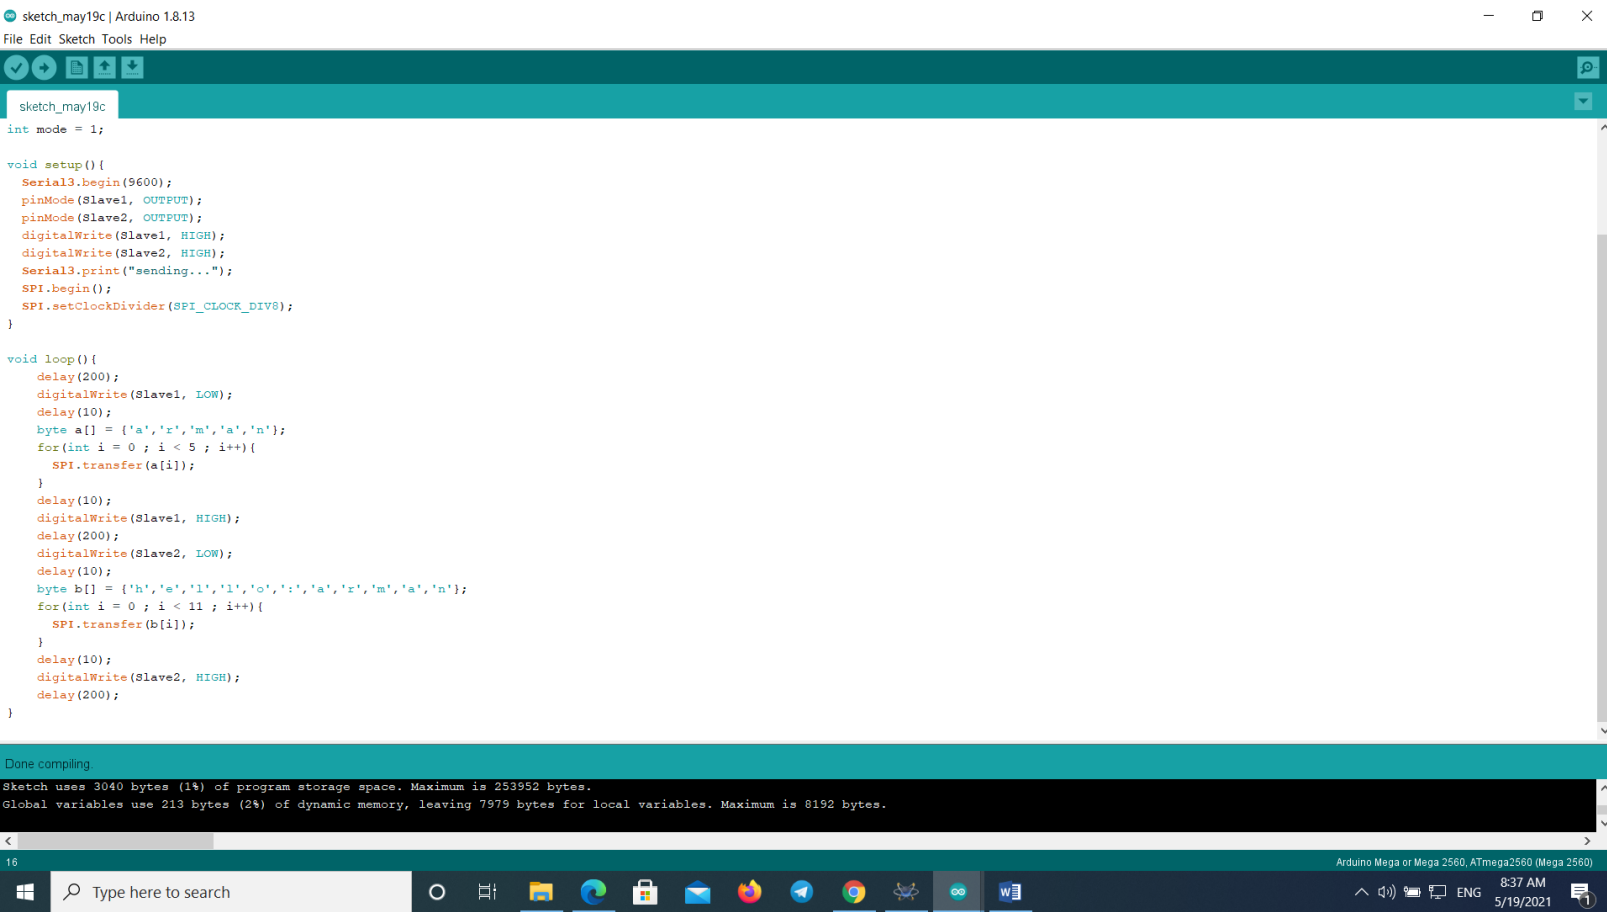 sketch_may19c | Arduino 1.8.13
File Edit Sketch Tools Help
sketch_may19c
int mode = 1;
void setup(){
  Serial3.begin(9600);
  pinMode(Slave1, OUTPUT);
  pinMode(Slave2, OUTPUT);
  digitalWrite(Slave1, HIGH);
  digitalWrite(Slave2, HIGH);
  Serial3.print("sending...");
  SPI.begin();
  SPI.setClockDivider(SPI_CLOCK_DIV8);
}
void loop(){
    delay(200);
    digitalWrite(Slave1, LOW);
    delay(10);
    byte a[] = {'a','r','m','a','n'};
    for(int i = 0 ; i < 5 ; i++){
      SPI.transfer(a[i]);
    }
    delay(10);
    digitalWrite(Slave1, HIGH);
    delay(200);
    digitalWrite(Slave2, LOW);
    delay(10);
    byte b[] = {'h','e','l','l','o',':','a','r','m','a','n'};
    for(int i = 0 ; i < 11 ; i++){
      SPI.transfer(b[i]);
    }
    delay(10);
    digitalWrite(Slave2, HIGH);
    delay(200);
}
Done compiling.
Sketch uses 3040 bytes (1%) of program storage space. Maximum is 253952 bytes.
Global variables use 213 bytes (2%) of dynamic memory, leaving 7979 bytes for local variables. Maximum is 8192 bytes.
16
Arduino Mega or Mega 2560, ATmega2560 (Mega 2560)
Type here to search
ENG
8:37 AM
5/19/2021
1